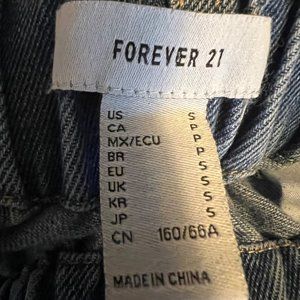 FOREVER 21
US S
CA P
MX/ECU P
BR P
EU S
UK S
KR S
JP S
CN 160/66A
MADE IN CHINA